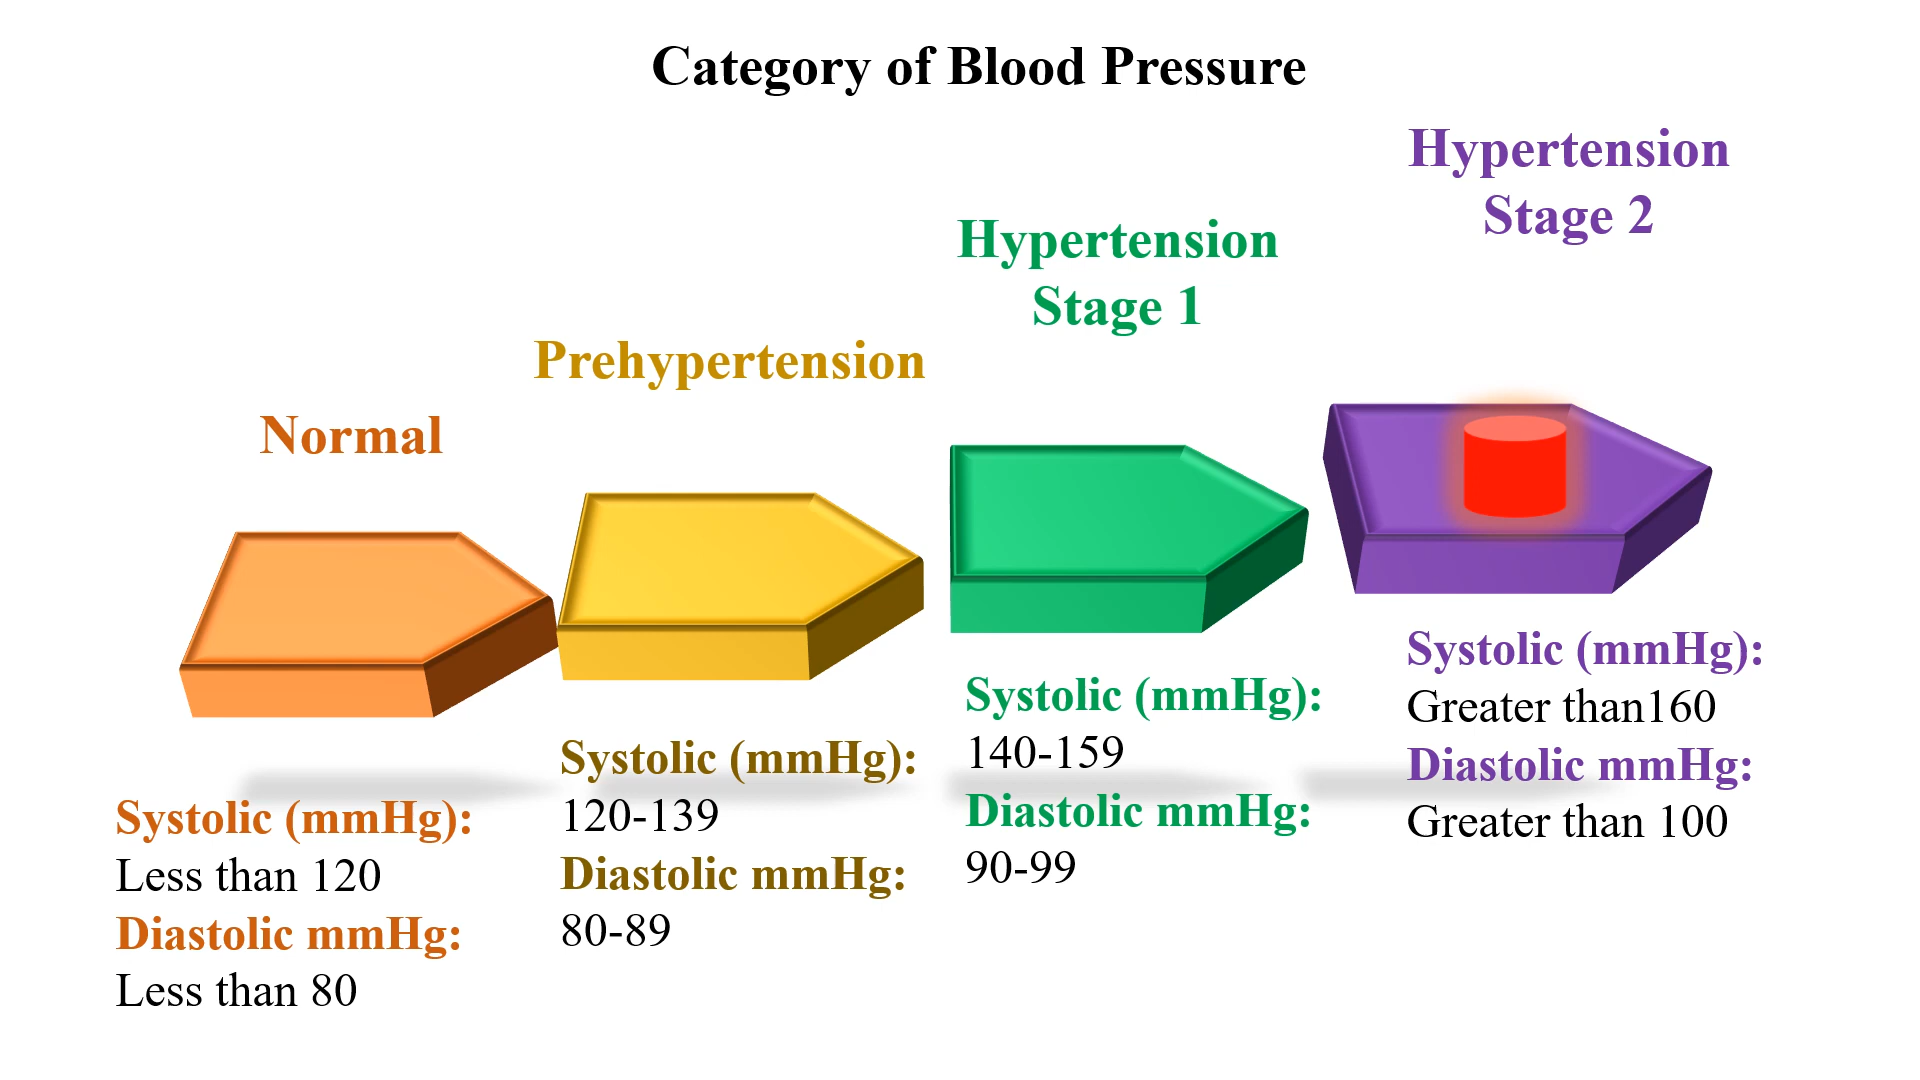 Category of Blood Pressure
Normal
Systolic (mmHg):
Less than 120
Diastolic mmHg:
Less than 80
Prehypertension
Systolic (mmHg):
120-139
Diastolic mmHg:
80-89
Hypertension
Stage 1
Systolic (mmHg):
140-159
Diastolic mmHg:
90-99
Hypertension
Stage 2
Systolic (mmHg):
Greater than160
Diastolic mmHg:
Greater than 100